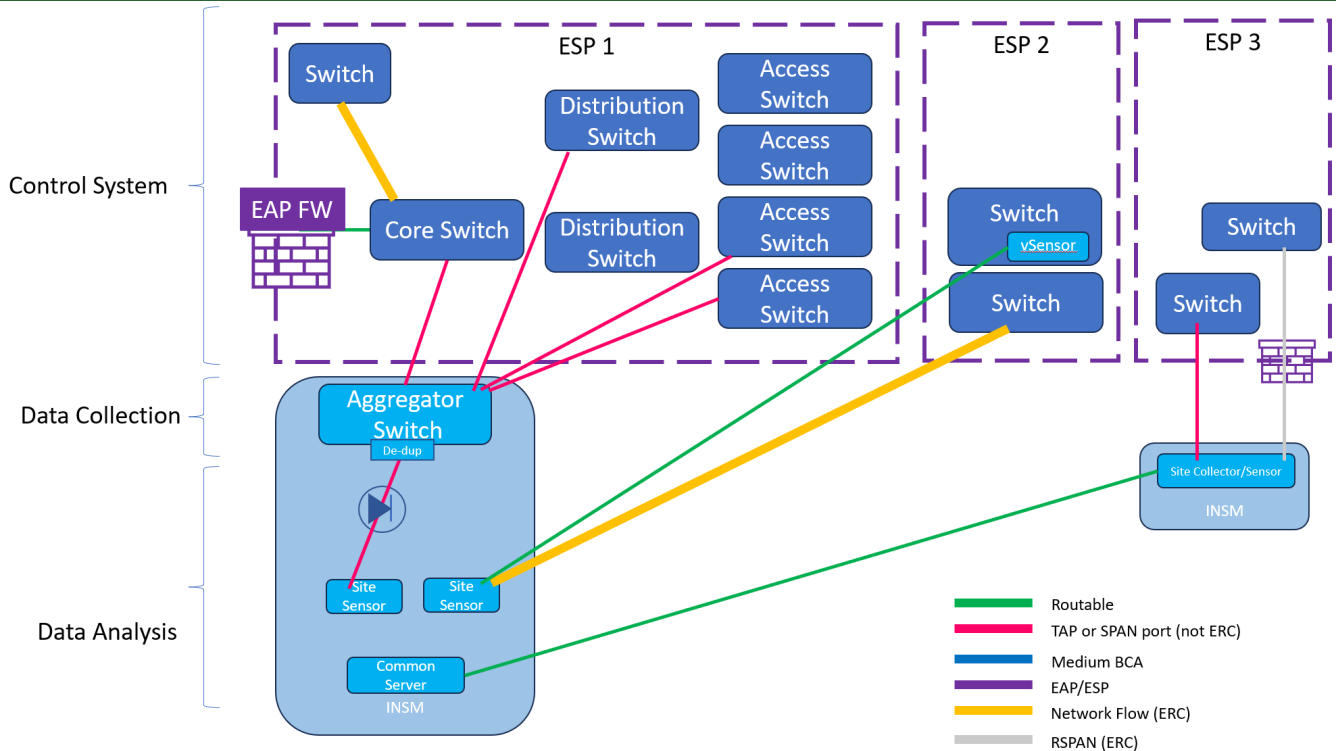 ESP 1
ESP 2
ESP 3
Switch
Distribution
Switch
Access
Switch
Access
Switch
Control System
EAP FW
Core Switch
Distribution
Switch
Access
Switch
Access
Switch
Switch
vSensor
Switch
Switch
Switch
Data Collection
Aggregator
Switch
De-dup
Site Collector/Sensor
INSM
Data Analysis
Site
Sensor
Site
Sensor
Common
Server
INSM
Routable
TAP or SPAN port (not ERC)
Medium BCA
EAP/ESP
Network Flow (ERC)
RSPAN (ERC)